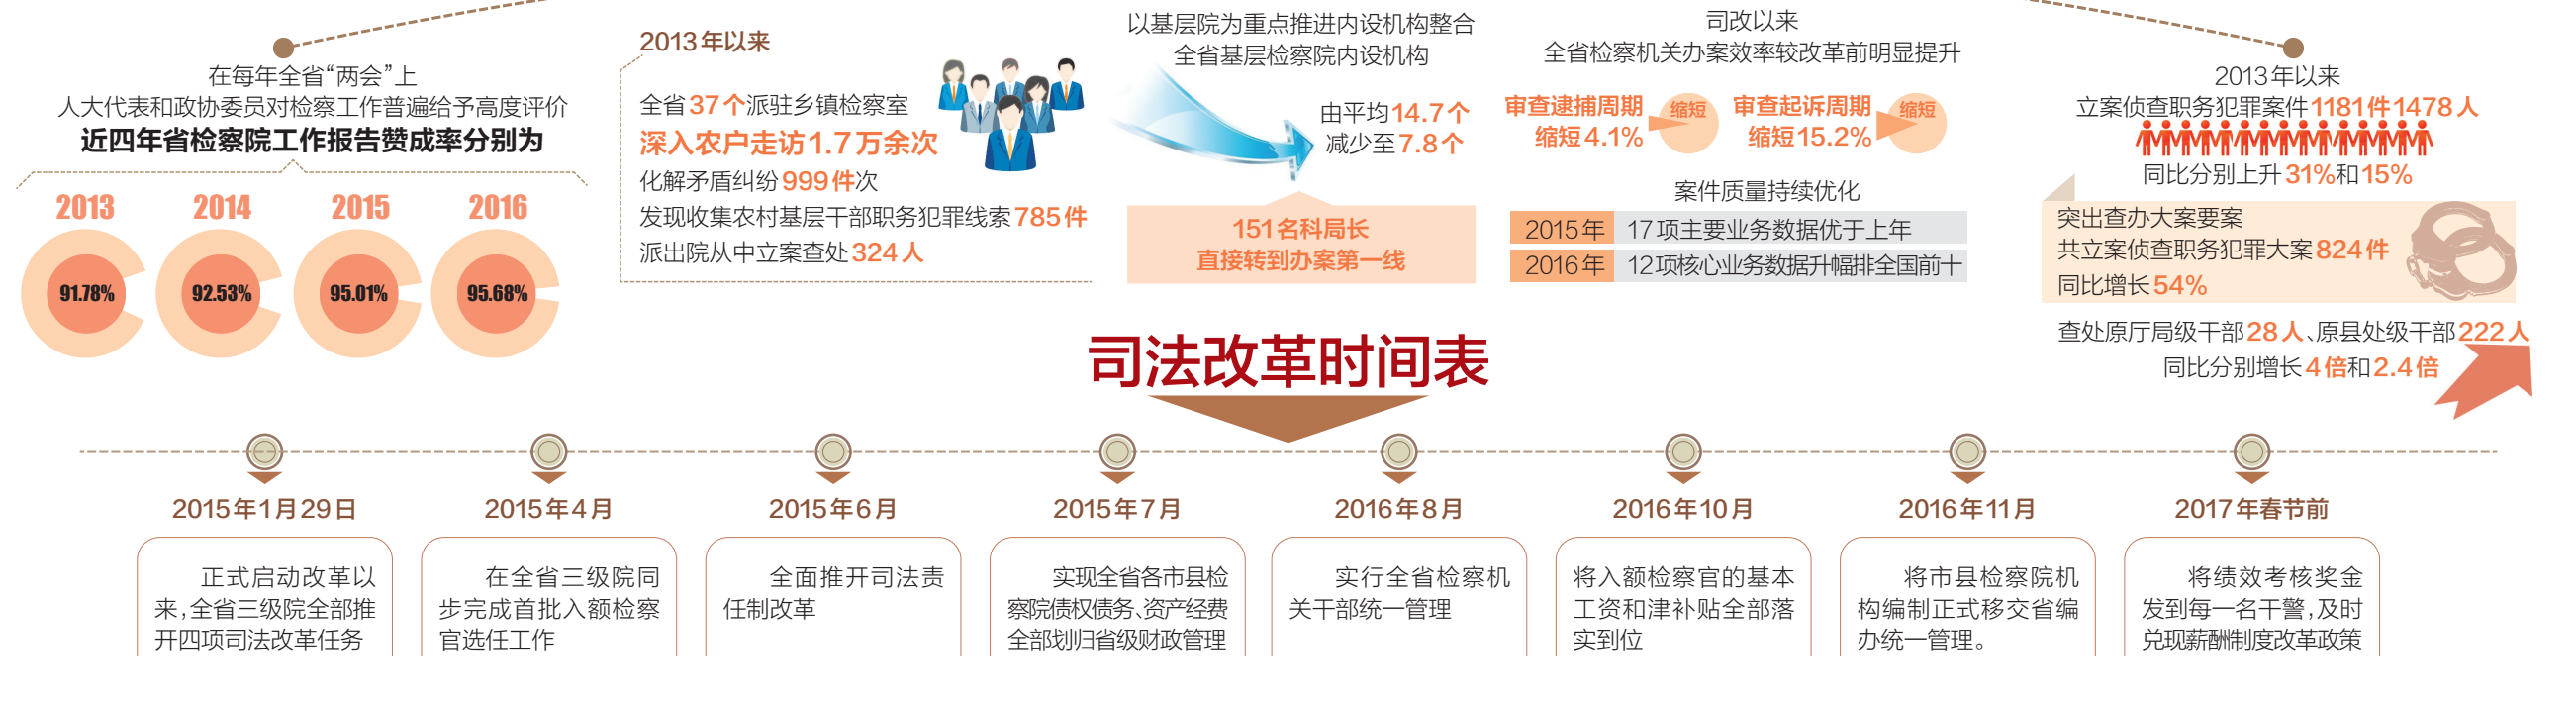 在每年全省“两会”上
人大代表和政协委员对检察工作普遍给予高度评价
近四年省检察院工作报告赞成率分别为
2013
2014
2015
2016
91.78%
92.53%
95.01%
95.68%
2013年以来
全省37个派驻乡镇检察室
深入农户走访1.7万余次
化解矛盾纠纷999件次
发现收集农村基层干部职务犯罪线索785件
派出院从中立案查处324人
以基层院为重点推进内设机构整合
全省基层检察院内设机构
由平均14.7个
减少至7.8个
151名科局长
直接转到办案第一线
司改以来
全省检察机关办案效率较改革前明显提升
审查逮捕周期
缩短4.1%
缩短
审查起诉周期
缩短15.2%
缩短
案件质量持续优化
2015年 17项主要业务数据优于上年
2016年 12项核心业务数据升幅排全国前十
2013年以来
立案侦查职务犯罪案件1181件1478人
同比分别上升31%和15%
突出查办大案要案
共立案侦查职务犯罪大案824件
同比增长54%
查处原厅局级干部28人、原县处级干部222人
同比分别增长4倍和2.4倍
司法改革时间表
2015年1月29日
正式启动改革以
来,全省三级院全部推
开四项司法改革任务
2015年4月
在全省三级院同
步完成首批入额检察
官选任工作
2015年6月
全面推开司法责
任制改革
2015年7月
实现全省各市县检
察院债权债务、资产经费
全部划归省级财政管理
2016年8月
实行全省检察机
关干部统一管理
2016年10月
将入额检察官的基本
工资和津补贴全部落
实到位
2016年11月
将市县检察院机
构编制正式移交省编
办统一管理。
2017年春节前
将绩效考核奖金
发到每一名干警,及时
兑现薪酬制度改革政策